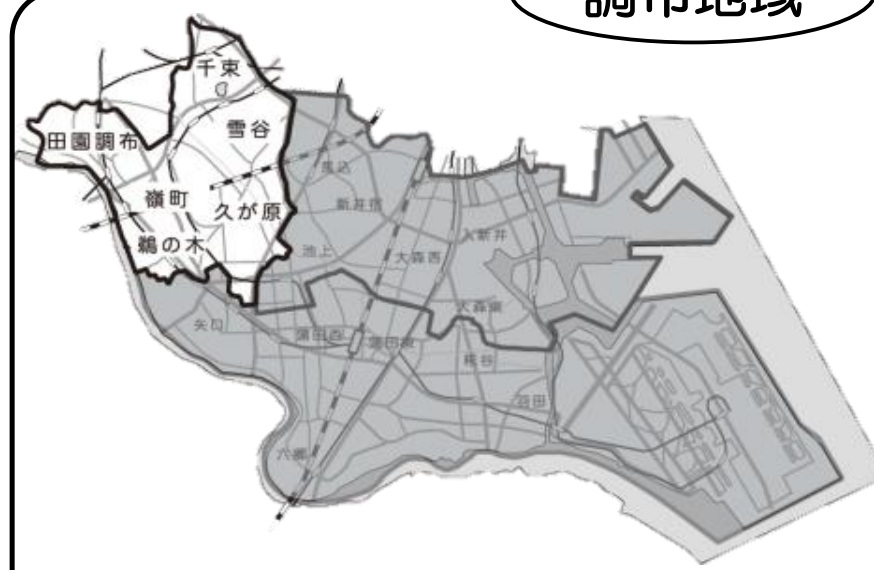 調布地域
千束
雪谷
田園調布
馬込
嶺町
久が原
新井宿
入新井
鵜の木
池上
大森西
大森東
矢口
蒲田西
蒲田東
糀谷
羽田
六郷